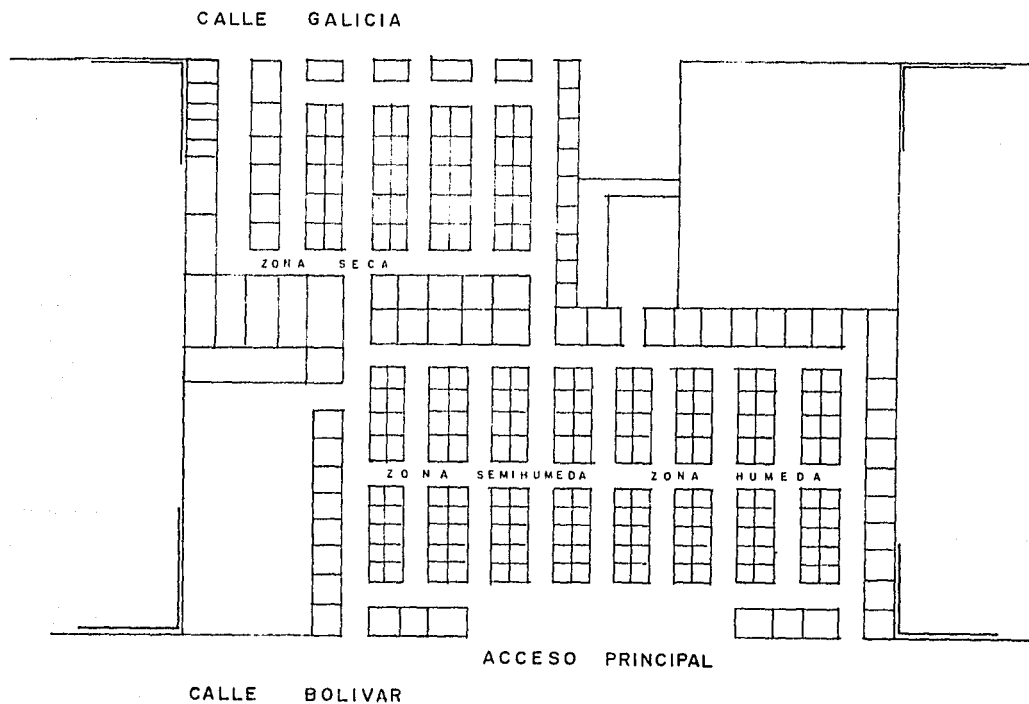 CALLE GALICIA
ZONA SECA
ZONA SEMIHUMEDA ZONA HUMEDA
ACCESO PRINCIPAL
CALLE BOLIVAR